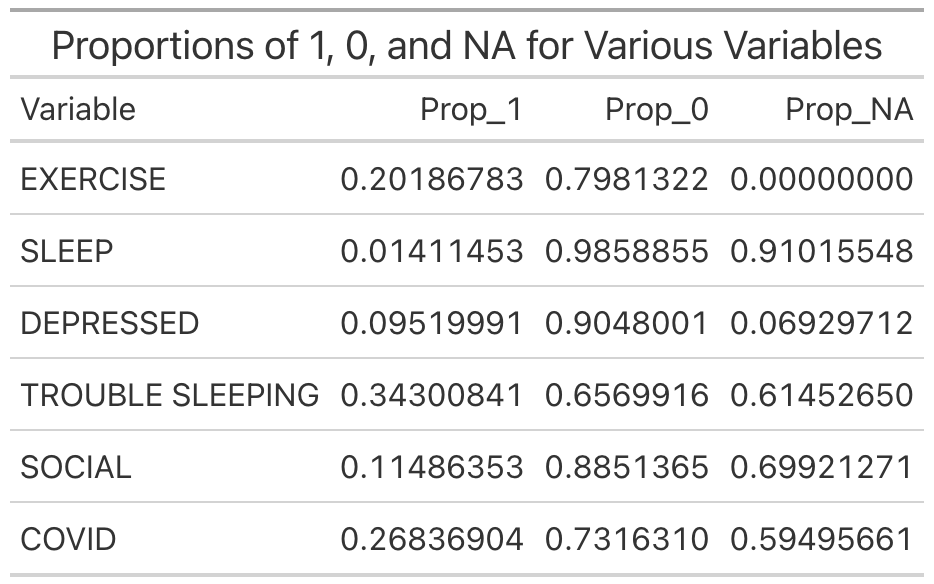 Proportions of 1, 0, and NA for Various Variables
Variable Prop_1 Prop_0 Prop_NA
EXERCISE 0.20186783 0.7981322 0.00000000
SLEEP 0.01411453 0.9858855 0.91015548
DEPRESSED 0.09519991 0.9048001 0.06929712
TROUBLE SLEEPING 0.34300841 0.6569916 0.61452650
SOCIAL 0.11486353 0.8851365 0.69921271
COVID 0.26836904 0.7316310 0.59495661